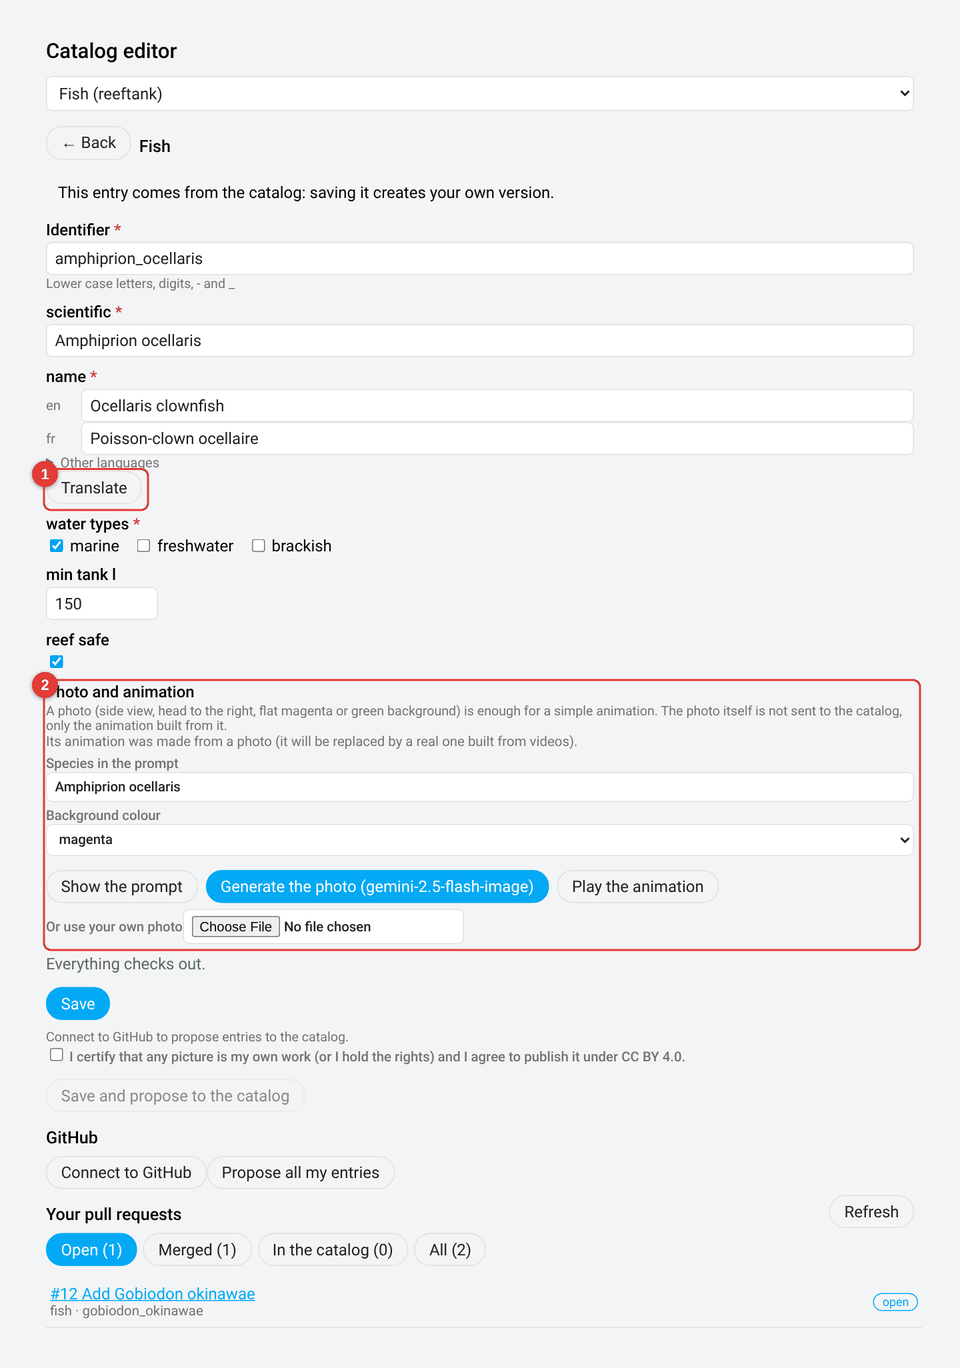 Catalog editor
Fish (reeftank)
← Back
Fish
This entry comes from the catalog: saving it creates your own version.
Identifier *
amphiprion_ocellaris
Lower case letters, digits, - and _
scientific *
Amphiprion ocellaris
name *
en
Ocellaris clownfish
fr
Poisson-clown ocellaire
Other languages
1
Translate
water types *
marine
freshwater
brackish
min tank l
150
reef safe
2
hoto and animation
A photo (side view, head to the right, flat magenta or green background) is enough for a simple animation. The photo itself is not sent to the catalog,
only the animation built from it.
Its animation was made from a photo (it will be replaced by a real one built from videos).
Species in the prompt
Amphiprion ocellaris
Background colour
magenta
Show the prompt
Generate the photo (gemini-2.5-flash-image)
Play the animation
Or use your own photo
Choose File
No file chosen
Everything checks out.
Save
Connect to GitHub to propose entries to the catalog.
I certify that any picture is my own work (or I hold the rights) and I agree to publish it under CC BY 4.0.
Save and propose to the catalog
GitHub
Connect to GitHub
Propose all my entries
Your pull requests
Refresh
Open (1)
Merged (1)
In the catalog (0)
All (2)
#12 Add Gobiodon okinawae
fish · gobiodon_okinawae
open